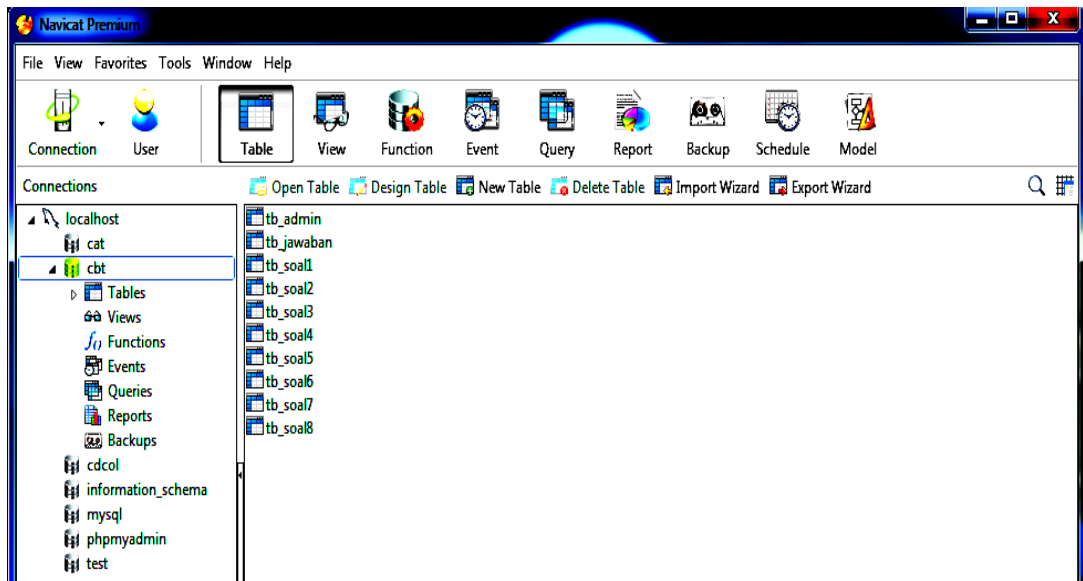 Navicat Premium
File View Favorites Tools Window Help
Connection User Table View Function Event Query Report Backup Schedule Model
Connections Open Table Design Table New Table Delete Table Import Wizard Export Wizard
localhost
cat
cbt
Tables
Views
Functions
Events
Queries
Reports
Backups
cdcol
information_schema
mysql
phpmyadmin
test
tb_admin
tb_jawaban
tb_soal1
tb_soal2
tb_soal3
tb_soal4
tb_soal5
tb_soal6
tb_soal7
tb_soal8